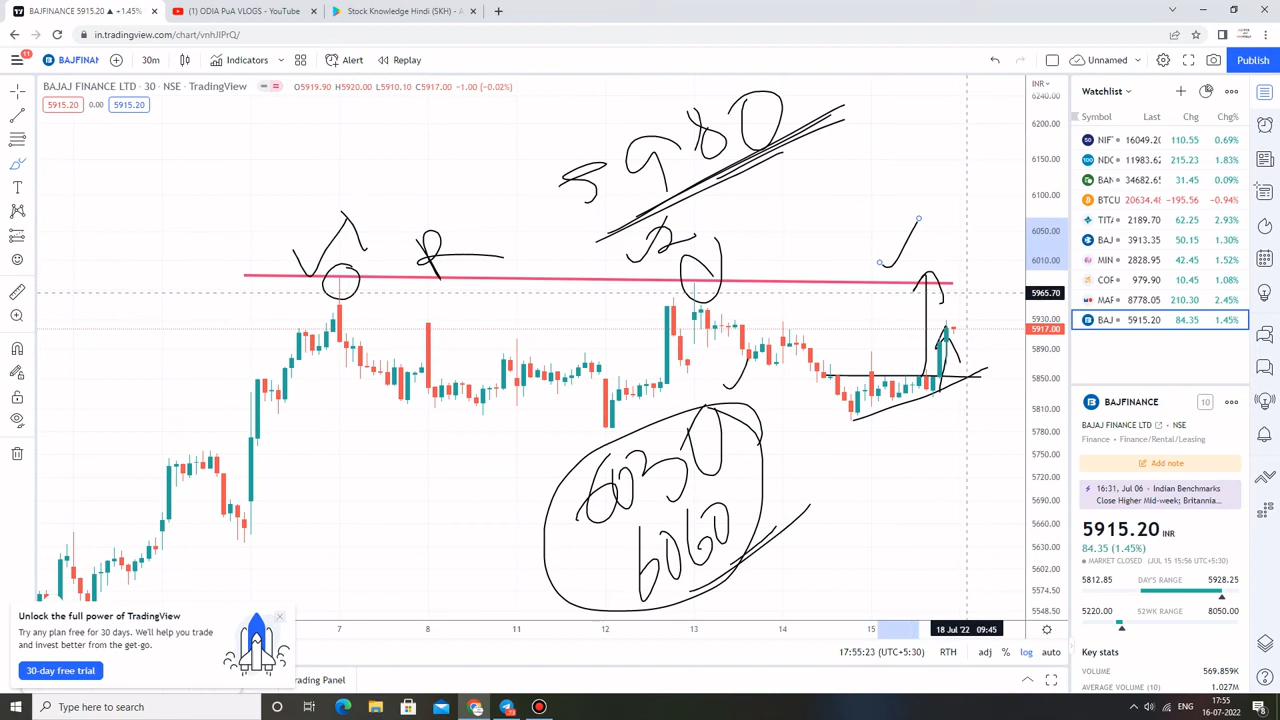 BAJFINANCE 5915.20 ▲ +1.45%
(1) ODIA PuA VLOGS - YouTube
Stock Knowledge Hindi (SKH) - A
in.tradingview.com/chart/vnhJIPrQ/
11
BAJFINAN
30m
Indicators
Alert
Replay
Unnamed
Publish
BAJAJ FINANCE LTD · 30 · NSE · TradingView
O5919.90 H5920.00 L5910.10 C5917.00 -1.00 (-0.02%)
5915.20 0.00 5915.20
INR
6240.00
6200.00
6150.00
6100.00
6050.00
6010.00
5965.70
5930.00
5917.00
5890.00
5850.00
5810.00
5780.00
5750.00
5720.00
5690.00
5660.00
5630.00
5602.00
5574.50
5548.50
5980
6030
6060
7
8
11
12
13
14
15
18 Jul '22 09:45
17:55:23 (UTC+5:30)
RTH
adj
%
log
auto
Unlock the full power of TradingView
Try any plan free for 30 days. We'll help you trade
and invest better from the get-go.
30-day free trial
Trading Panel
Watchlist
Symbol Last Chg Chg%
NIF 16049.20 110.55 0.69%
NDC 11983.62 215.23 1.83%
BAN 34682.65 31.45 0.09%
BTCU 20634.48 -195.56 -0.94%
TITA 2189.70 62.25 2.93%
BAJ 3913.35 50.15 1.30%
MIN 2828.95 42.45 1.52%
COF 979.90 10.45 1.08%
MAF 8778.05 210.30 2.45%
BAJ 5915.20 84.35 1.45%
BAJFINANCE
10
BAJAJ FINANCE LTD · NSE
Finance · Finance/Rental/Leasing
Add note
16:31, Jul 06 · Indian Benchmarks
Close Higher Mid-week; Britannia...
5915.20 INR
84.35 (1.45%)
MARKET CLOSED (JUL 15 15:56 UTC+5:30)
5812.85 DAY'S RANGE 5928.25
5220.00 52WK RANGE 8050.00
Key stats
VOLUME 569.859K
AVERAGE VOLUME (10) 1.027M
Type here to search
73
ENG
17:55
16-07-2022
8